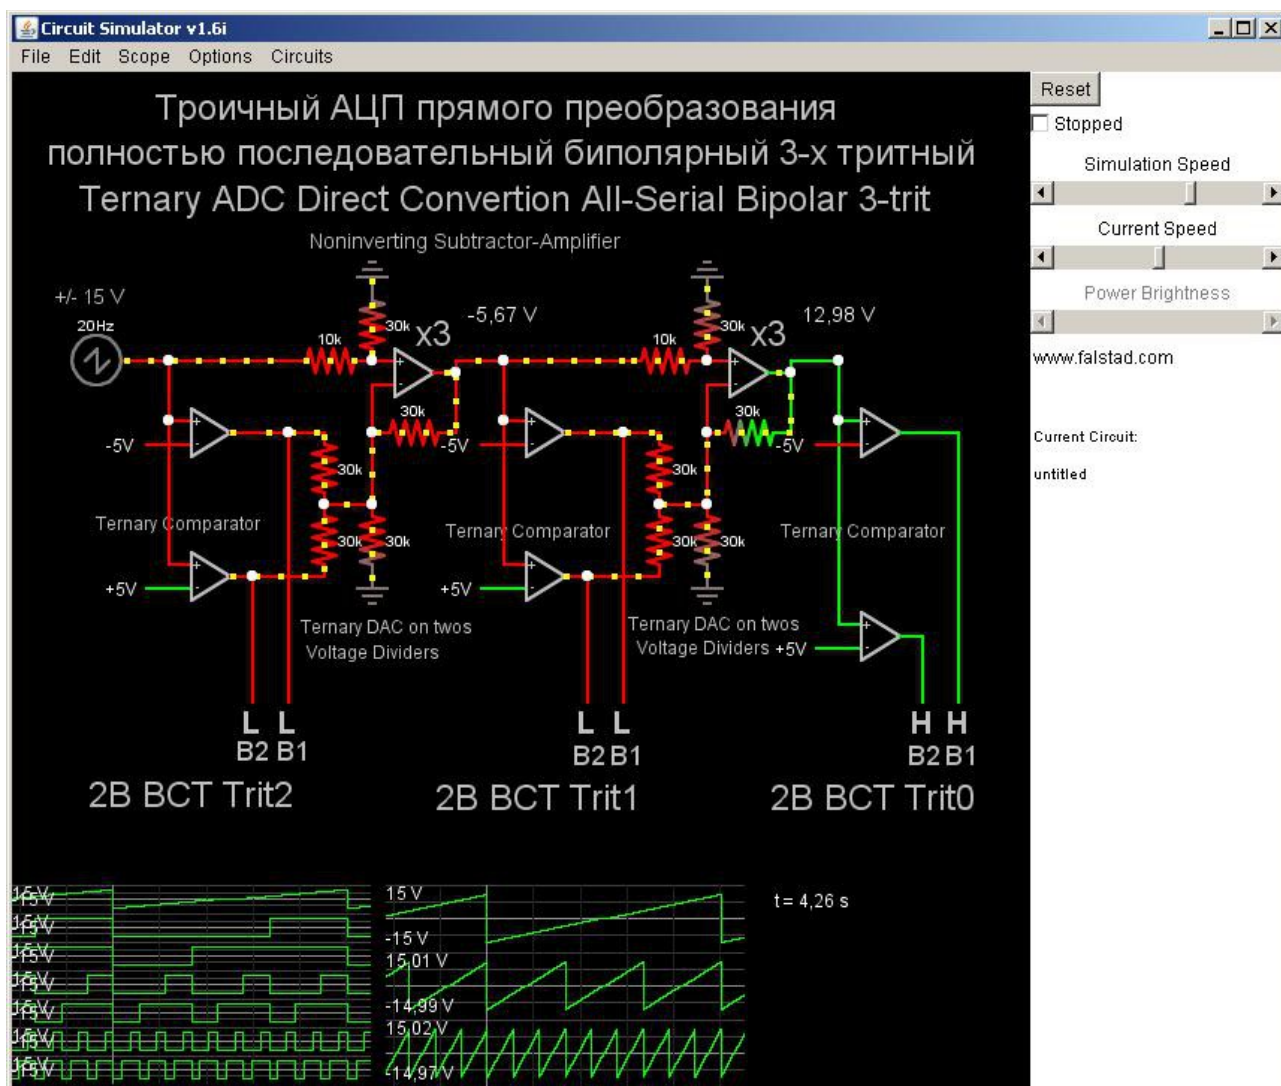 Circuit Simulator v1.6i
File Edit Scope Options Circuits
Reset
Stopped
Simulation Speed
Current Speed
Power Brightness
www.falstad.com
Current Circuit:
untitled
Троичный АЦП прямого преобразования
полностью последовательный биполярный 3-х тритный
Ternary ADC Direct Convertion All-Serial Bipolar 3-trit
Noninverting Subtractor-Amplifier
+/- 15 V
20Hz
10k
30k
x3
-5,67 V
10k
30k
x3
12,98 V
+
-
+
-
30k
30k
+
-
-5V
+
-
-5V
+
-
-5V
30k
30k
Ternary Comparator
Ternary Comparator
Ternary Comparator
30k
30k
30k
30k
+
-
+5V
+
-
+5V
+
-
+5V
Ternary DAC on twos
Voltage Dividers
Ternary DAC on twos
Voltage Dividers
L L
B2 B1
L L
B2 B1
H H
B2 B1
2B BCT Trit2
2B BCT Trit1
2B BCT Trit0
15 V
-15 V
15,01 V
-14,99 V
15,02 V
-14,97 V
t = 4,26 s